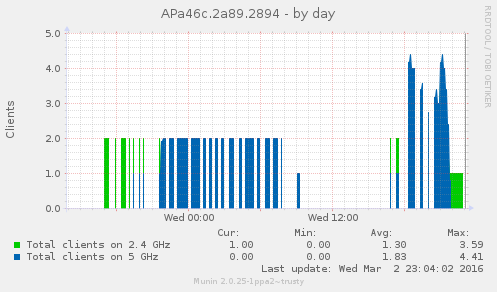 APa46c.2a89.2894 - by day
RRDTOOL / TOBI OETIKER
Clients
5.0
4.0
3.0
2.0
1.0
0.0
Wed 00:00 Wed 12:00
Cur: Min: Avg: Max:
Total clients on 2.4 GHz 1.00 0.00 1.30 3.59
Total clients on 5 GHz 0.00 0.00 1.83 4.41
Last update: Wed Mar 2 23:04:02 2016
Munin 2.0.25-1ppa2~trusty